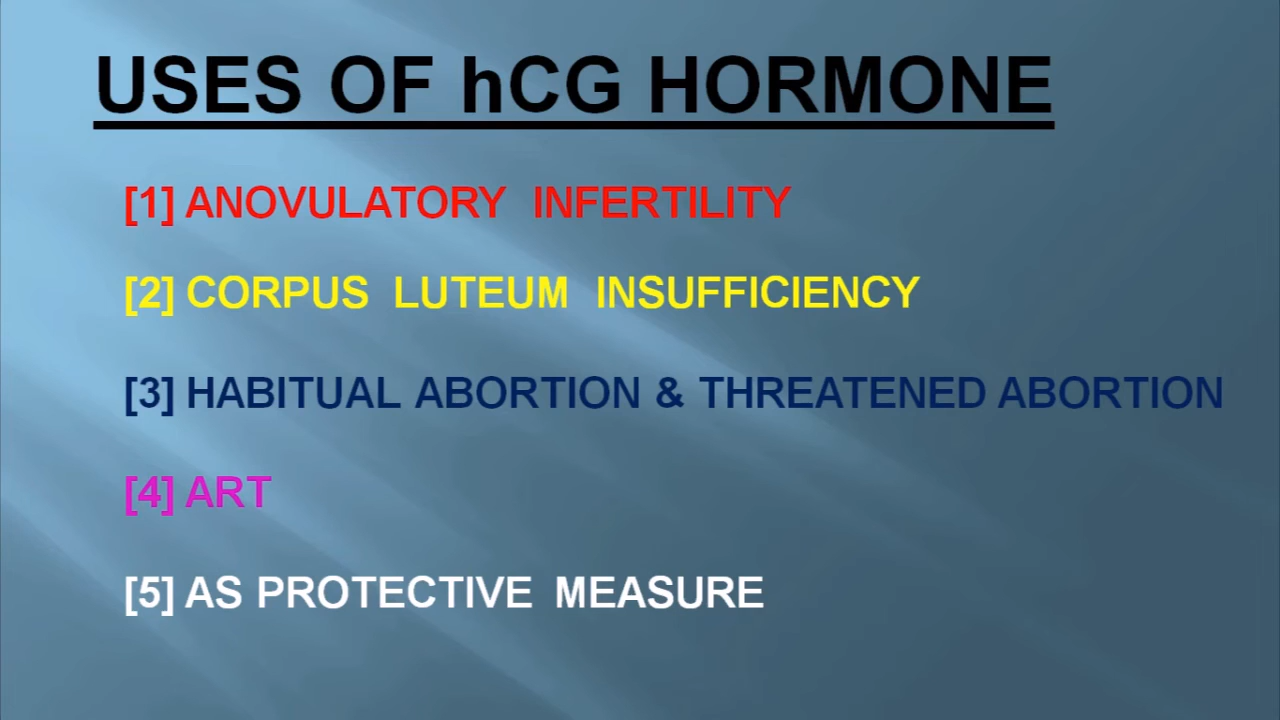 USES OF hCG HORMONE
[1] ANOVULATORY INFERTILITY
[2] CORPUS LUTEUM INSUFFICIENCY
[3] HABITUAL ABORTION & THREATENED ABORTION
[4] ART
[5] AS PROTECTIVE MEASURE